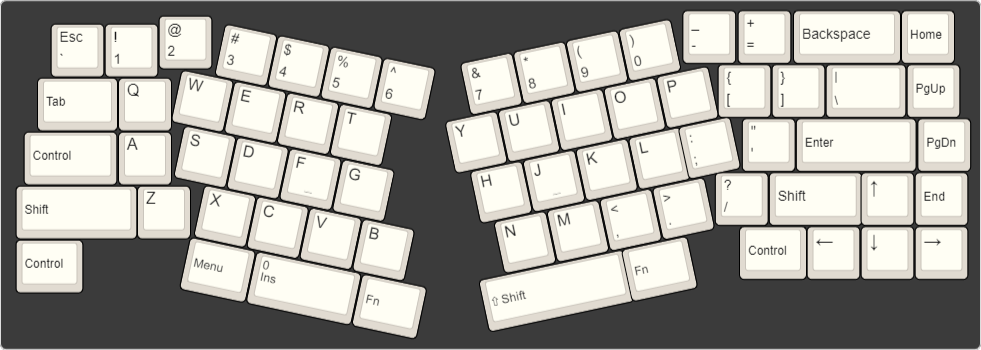 Esc
`
!
1
@
2
#
3
$
4
%
5
^
6
&
7
*
8
(
9
)
0
_
-
+
=
Backspace
Home
Tab
Q
W
E
R
T
Y
U
I
O
P
{
[
}
]
|
\
PgUp
Control
A
S
D
F
_
G
H
J
_
K
L
:
;
"
'
Enter
PgDn
Shift
Z
X
C
V
B
N
M
<
,
>
.
?
/
Shift
↑
End
Control
Menu
0
Ins
Fn
⇧ Shift
Fn
Control
←
↓
→